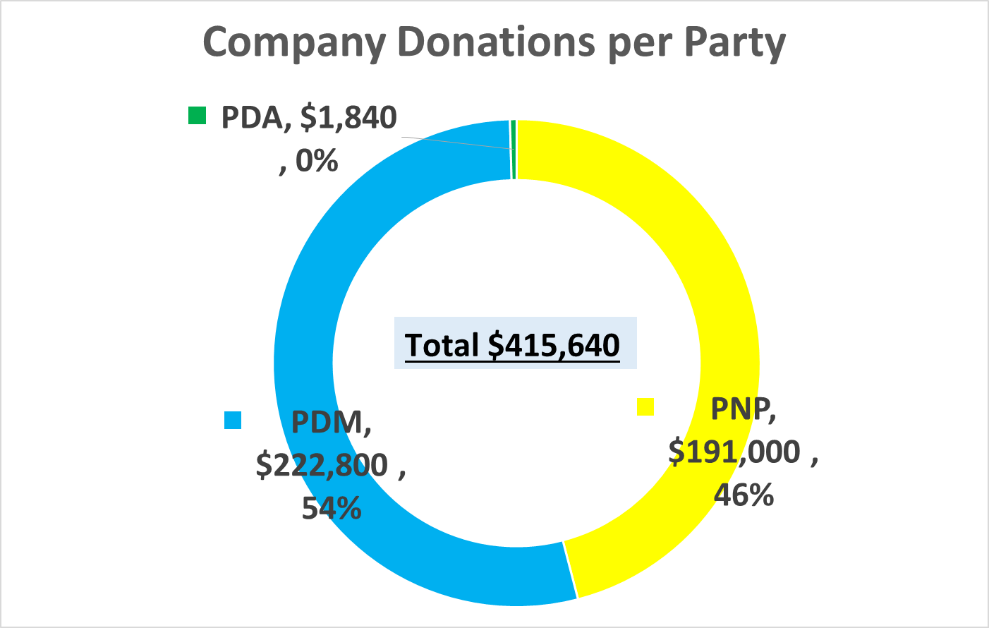 Company Donations per Party
PDA, $1,840
, 0%
Total $415,640
PDM,
$222,800 ,
54%
PNP,
$191,000 ,
46%